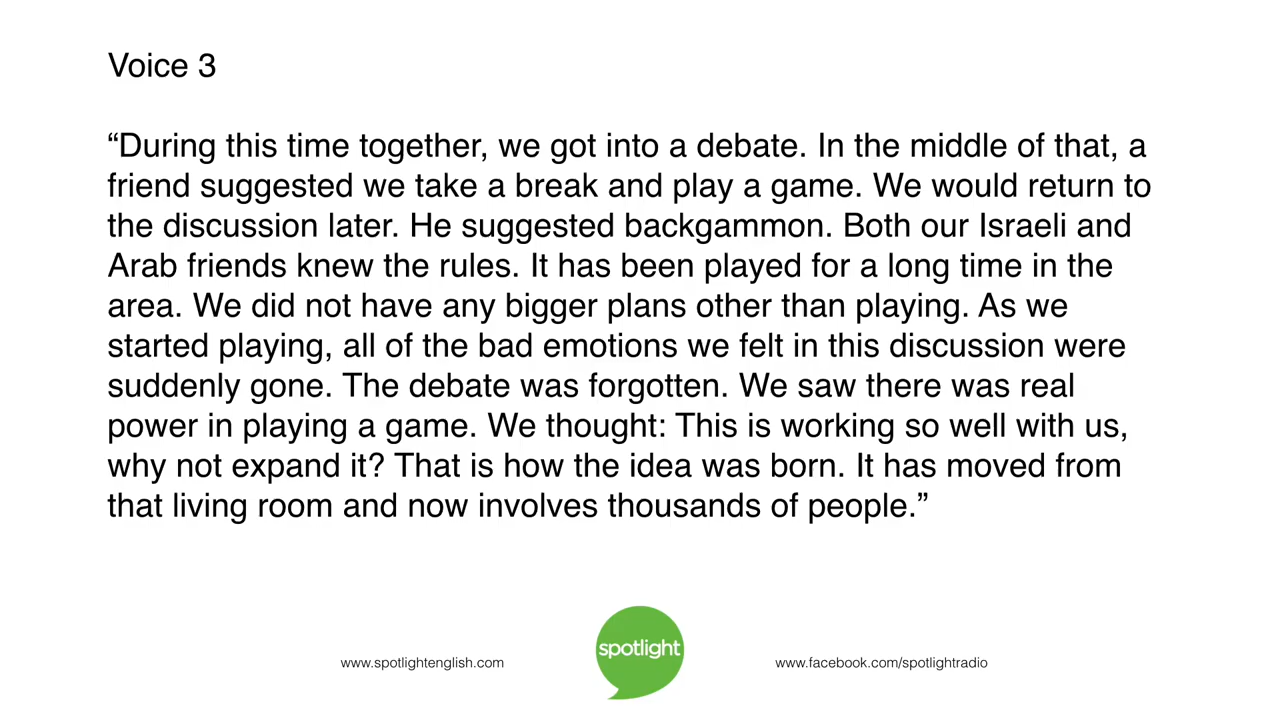 Voice 3
“During this time together, we got into a debate. In the middle of that, a
friend suggested we take a break and play a game. We would return to
the discussion later. He suggested backgammon. Both our Israeli and
Arab friends knew the rules. It has been played for a long time in the
area. We did not have any bigger plans other than playing. As we
started playing, all of the bad emotions we felt in this discussion were
suddenly gone. The debate was forgotten. We saw there was real
power in playing a game. We thought: This is working so well with us,
why not expand it? That is how the idea was born. It has moved from
that living room and now involves thousands of people.”
www.spotlightenglish.com
spotlight
www.facebook.com/spotlightradio